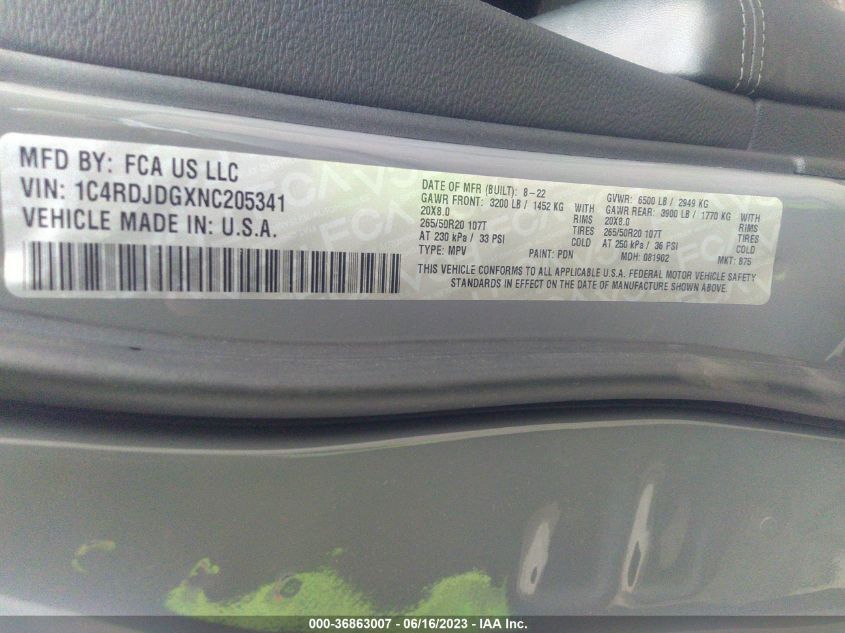 MFD BY: FCA US LLC
VIN: 1C4RDJDGXNC205341
VEHICLE MADE IN: U.S.A.
DATE OF MFR (BUILT): 8-22
GAWR FRONT: 3200 LB / 1452 KG WITH
20X8.0 RIMS
265/50R20 107T TIRES
AT 230 kPa / 33 PSI COLD
TYPE: MPV PAINT: PDN
GVWR: 6500 LB / 2949 KG
GAWR REAR: 3900 LB / 1770 KG WITH
20X8.0 RIMS
265/50R20 107T TIRES
AT 250 kPa / 36 PSI COLD
MDH: 081902 MKT: B75
THIS VEHICLE CONFORMS TO ALL APPLICABLE U.S.A. FEDERAL MOTOR VEHICLE SAFETY
STANDARDS IN EFFECT ON THE DATE OF MANUFACTURE SHOWN ABOVE.
000-36863007 - 06/16/2023 - IAA Inc.